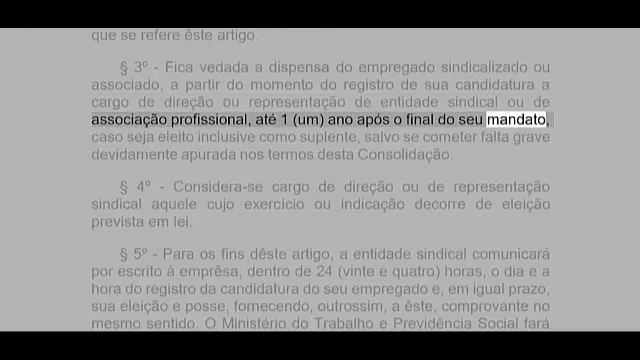 que se refere êste artigo.
§ 3º - Fica vedada a dispensa do empregado sindicalizado ou
associado, a partir do momento do registro de sua candidatura a
cargo de direção ou representação de entidade sindical ou de
associação profissional, até 1 (um) ano após o final do seu mandato,
caso seja eleito inclusive como suplente, salvo se cometer falta grave
devidamente apurada nos termos desta Consolidação.
§ 4º - Considera-se cargo de direção ou de representação
sindical aquele cujo exercício ou indicação decorre de eleição
prevista em lei.
§ 5º - Para os fins dêste artigo, a entidade sindical comunicará
por escrito à emprêsa, dentro de 24 (vinte e quatro) horas, o dia e a
hora do registro da candidatura do seu empregado e, em igual prazo,
sua eleição e posse, fornecendo, outrossim, a êste, comprovante no
mesmo sentido. O Ministério do Trabalho e Previdência Social fará